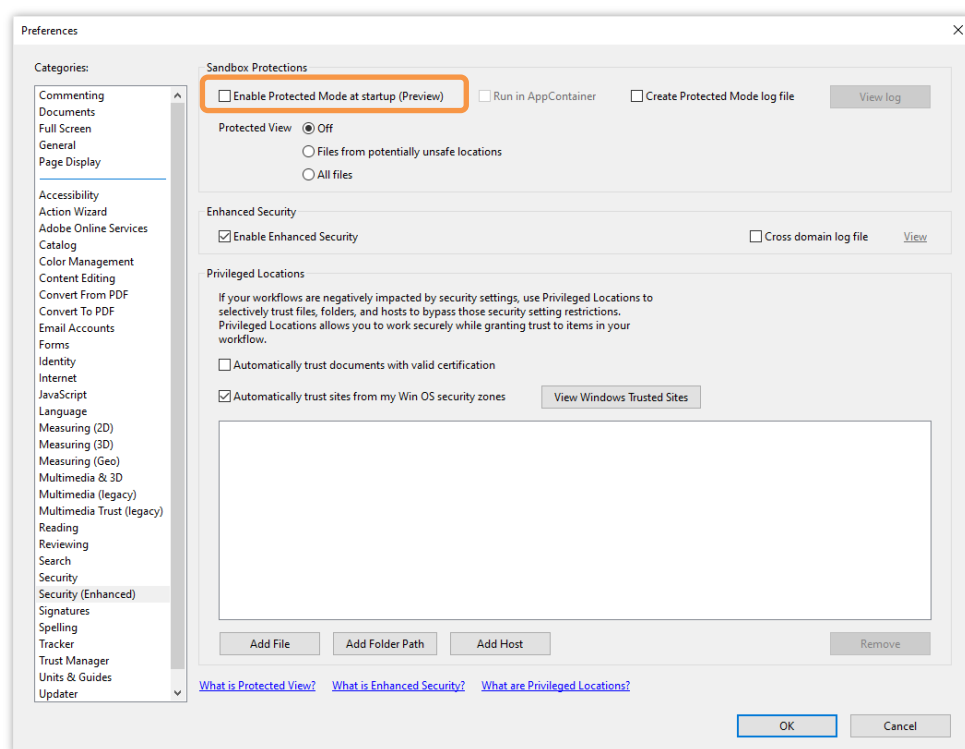 Preferences
Categories:
Commenting
Documents
Full Screen
General
Page Display
Accessibility
Action Wizard
Adobe Online Services
Catalog
Color Management
Content Editing
Convert From PDF
Convert To PDF
Email Accounts
Forms
Identity
Internet
JavaScript
Language
Measuring (2D)
Measuring (3D)
Measuring (Geo)
Multimedia & 3D
Multimedia (legacy)
Multimedia Trust (legacy)
Reading
Reviewing
Search
Security
Security (Enhanced)
Signatures
Spelling
Tracker
Trust Manager
Units & Guides
Updater
Sandbox Protections
Enable Protected Mode at startup (Preview) Run in AppContainer Create Protected Mode log file View log
Protected View Off
Files from potentially unsafe locations
All files
Enhanced Security
Enable Enhanced Security Cross domain log file View
Privileged Locations
If your workflows are negatively impacted by security settings, use Privileged Locations to
selectively trust files, folders, and hosts to bypass those security setting restrictions.
Privileged Locations allows you to work securely while granting trust to items in your
workflow.
Automatically trust documents with valid certification
Automatically trust sites from my Win OS security zones View Windows Trusted Sites
Add File Add Folder Path Add Host Remove
What is Protected View? What is Enhanced Security? What are Privileged Locations?
OK Cancel